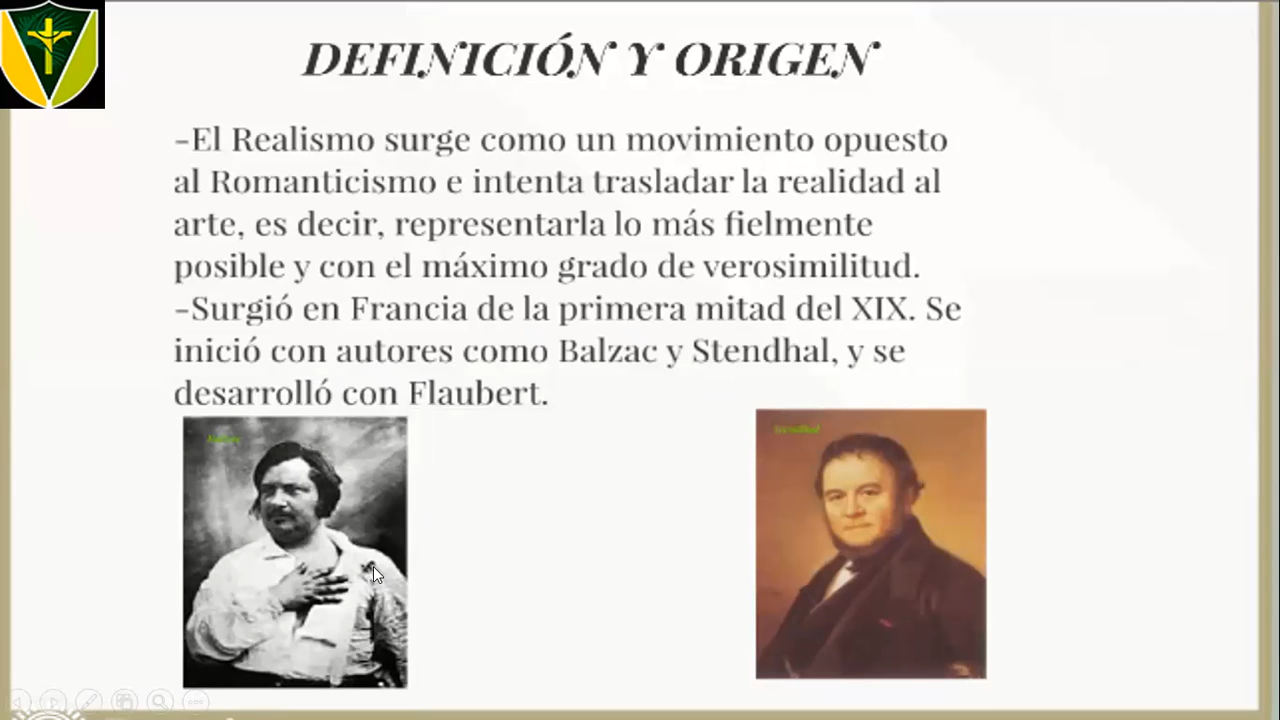 DEFINICIÓN Y ORIGEN
-El Realismo surge como un movimiento opuesto
al Romanticismo e intenta trasladar la realidad al
arte, es decir, representarla lo más fielmente
posible y con el máximo grado de verosimilitud.
-Surgió en Francia de la primera mitad del XIX. Se
inició con autores como Balzac y Stendhal, y se
desarrolló con Flaubert.